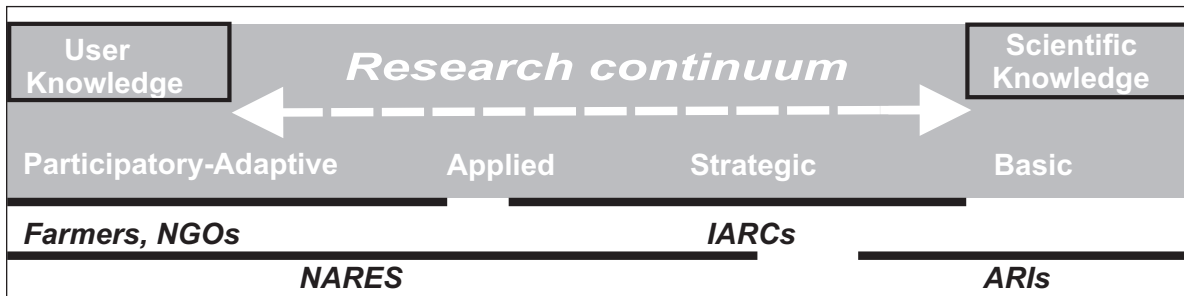 User
Knowledge
Research continuum
Scientific
Knowledge
Participatory-Adaptive Applied Strategic Basic
Farmers, NGOs IARCs
NARES ARIs